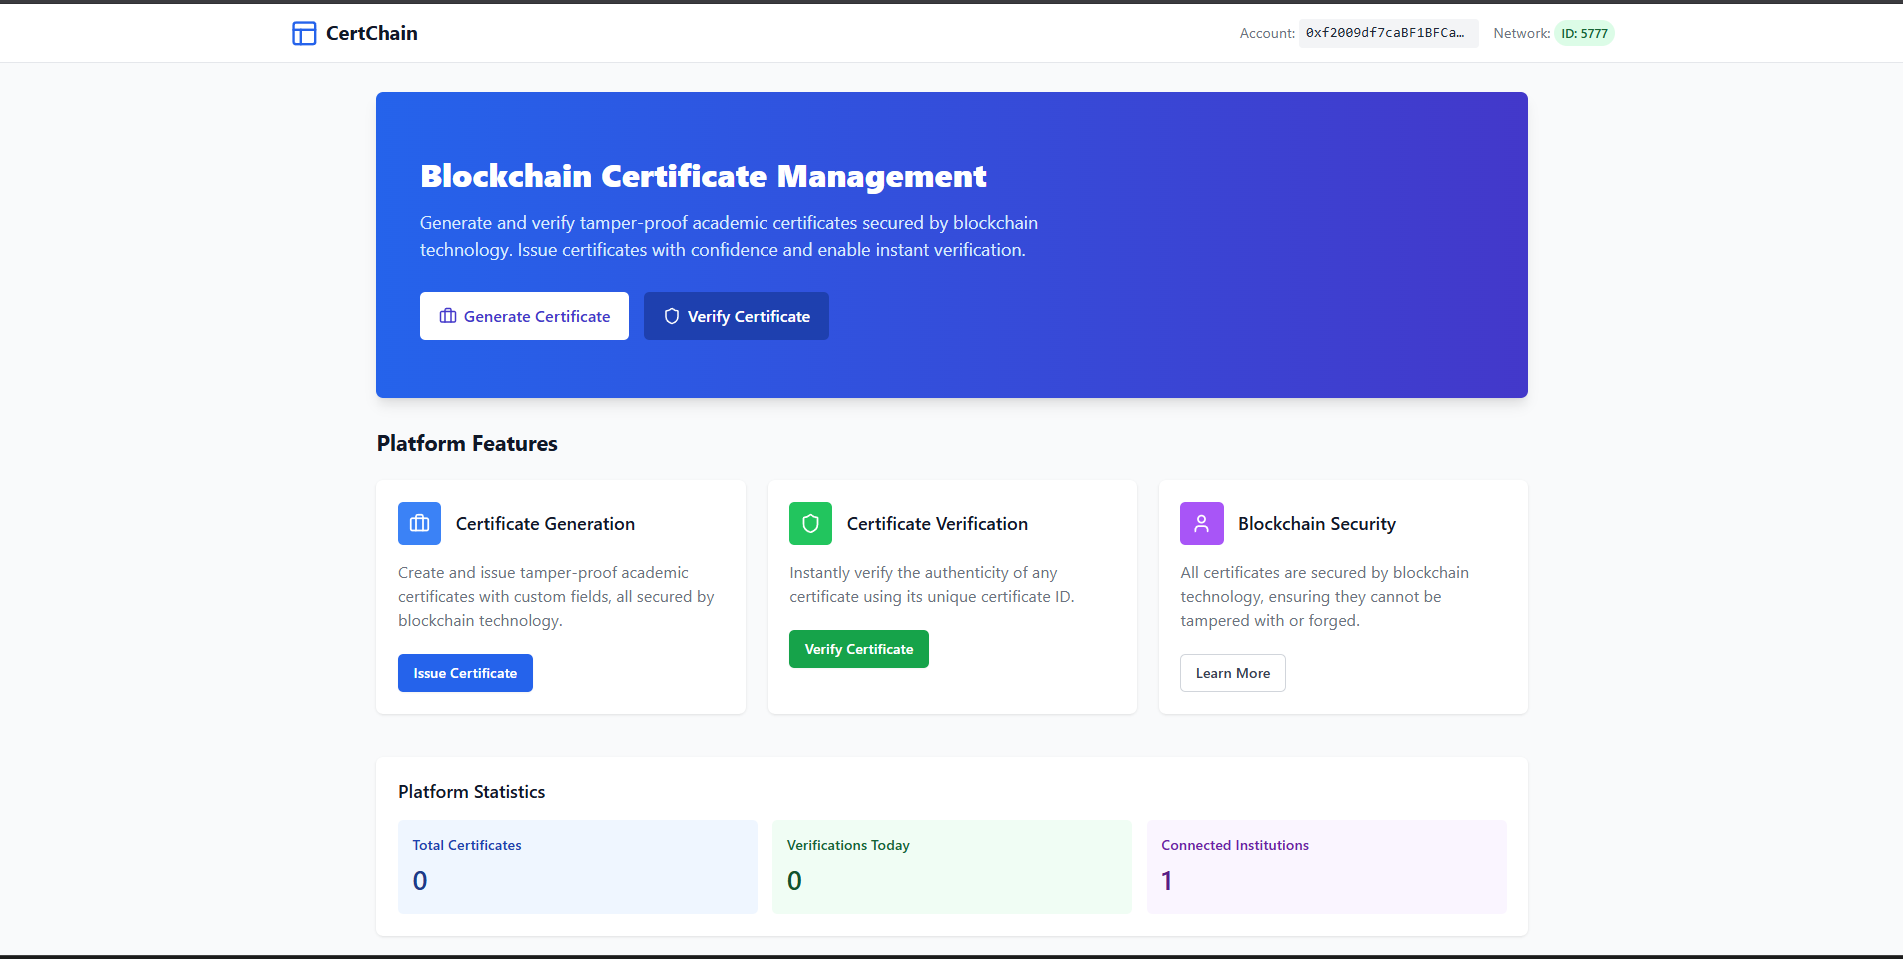 CertChain
Account: 0xf2009df7caBF1BFCa…
Network: ID: 5777
Blockchain Certificate Management
Generate and verify tamper-proof academic certificates secured by blockchain
technology. Issue certificates with confidence and enable instant verification.
Generate Certificate
Verify Certificate
Platform Features
Certificate Generation
Create and issue tamper-proof academic
certificates with custom fields, all secured by
blockchain technology.
Issue Certificate
Certificate Verification
Instantly verify the authenticity of any
certificate using its unique certificate ID.
Verify Certificate
Blockchain Security
All certificates are secured by blockchain
technology, ensuring they cannot be
tampered with or forged.
Learn More
Platform Statistics
Total Certificates
0
Verifications Today
0
Connected Institutions
1